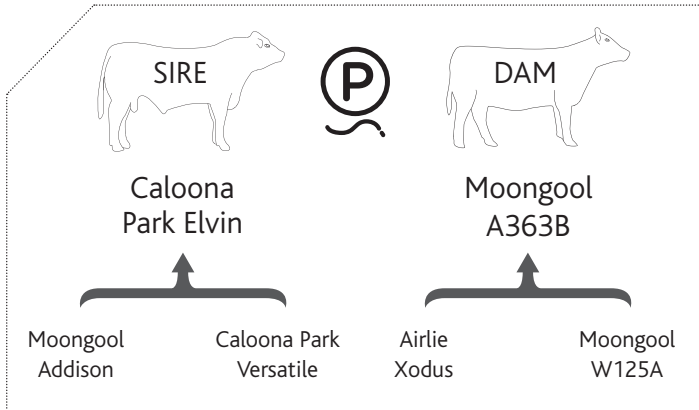 SIRE
P
DAM
Caloona
Park Elvin
Moongool
A363B
Moongool
Addison
Caloona Park
Versatile
Airlie
Xodus
Moongool
W125A